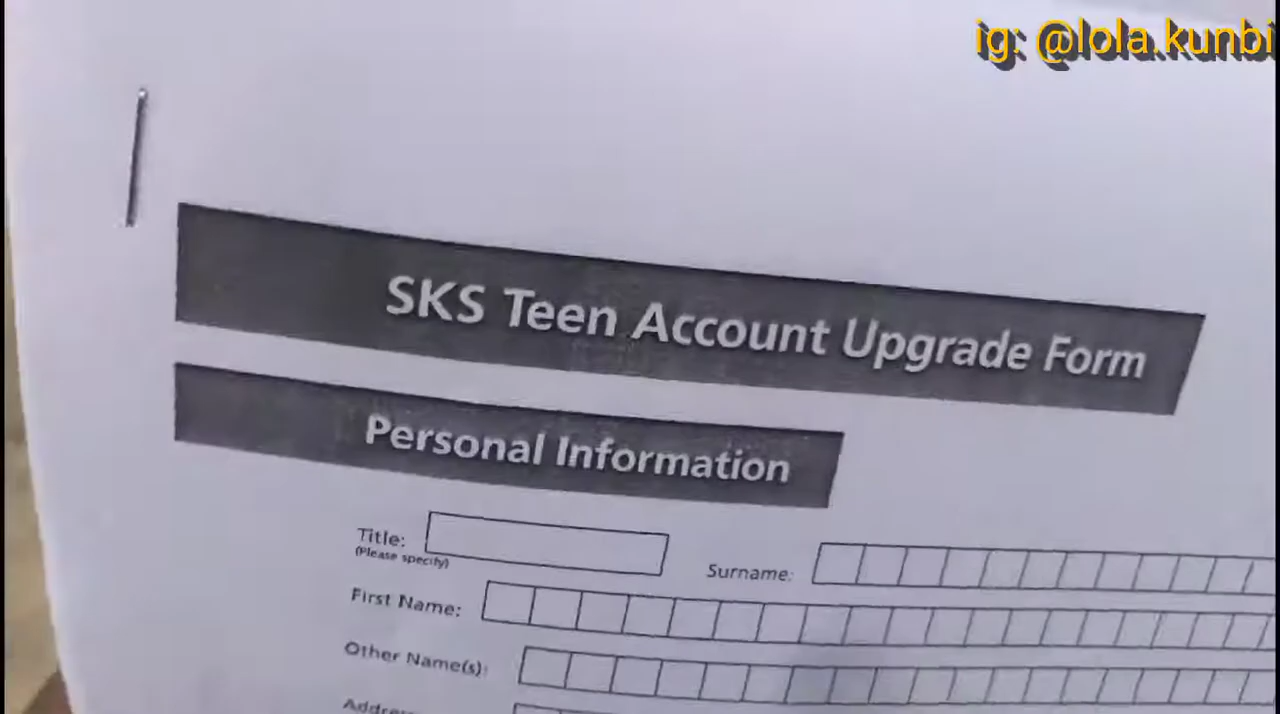 ig: @lola.kunbi
SKS Teen Account Upgrade Form
Personal Information
Title:
(Please specify)
Surname:
First Name:
Other Name(s):